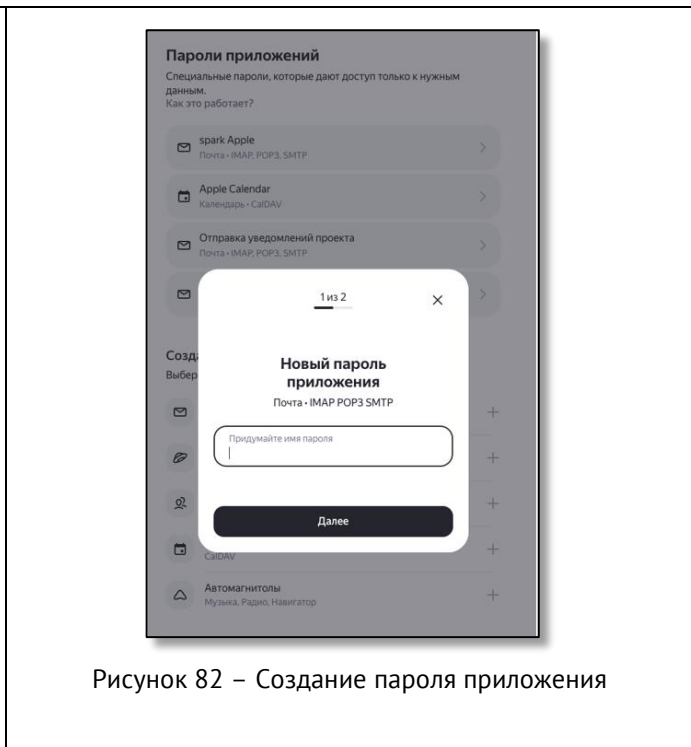 Пароли приложений
Специальные пароли, которые дают доступ только к нужным
данным.
Как это работает?
spark Apple
Почта • IMAP, POP3, SMTP
Apple Calendar
Календарь • CalDAV
Отправка уведомлений проекта
Почта • IMAP, POP3, SMTP
1 из 2
Новый пароль
приложения
Почта • IMAP POP3 SMTP
Придумайте имя пароля
Далее
CalDAV
Автомагнитолы
Музыка, Радио, Навигатор
Рисунок 82 – Создание пароля приложения